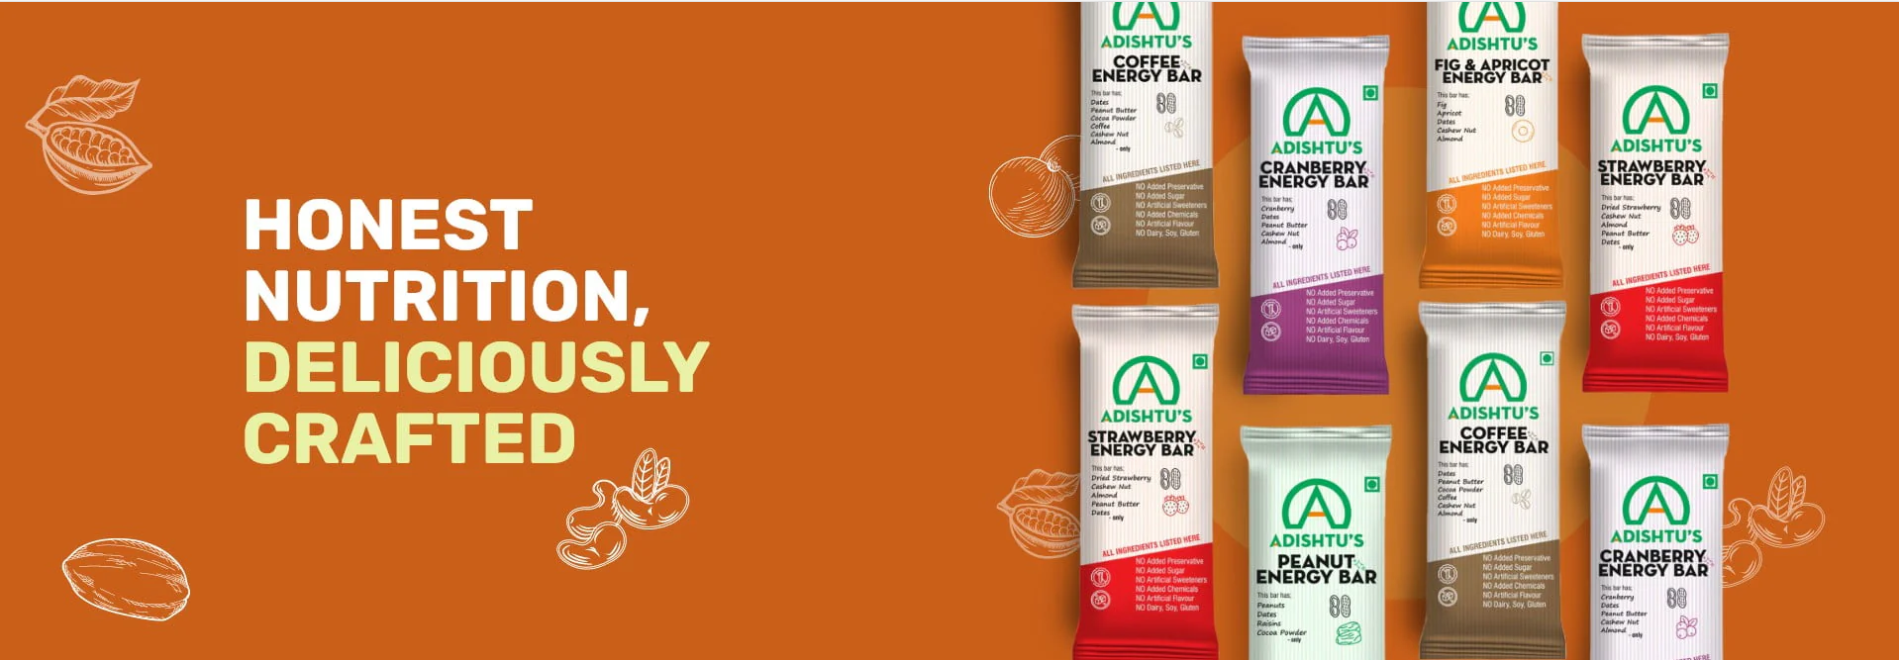 HONEST
NUTRITION,
DELICIOUSLY
CRAFTED
ADISHTU'S
COFFEE
ENERGY BAR
This bar has:
Dates
Peanut Butter
Cocoa Powder
Coffee
Cashew Nut
Almond
- only
ALL INGREDIENTS LISTED HERE
NO Added Preservative
NO Added Sugar
NO Artificial Sweeteners
NO Added Chemicals
NO Artificial Flavour
NO Dairy, Soy, Gluten
ADISHTU'S
CRANBERRY
ENERGY BAR
This bar has:
Cranberry
Dates
Peanut Butter
Cashew Nut
Almond
- only
ALL INGREDIENTS LISTED HERE
NO Added Preservative
NO Added Sugar
NO Artificial Sweeteners
NO Added Chemicals
NO Artificial Flavour
NO Dairy, Soy, Gluten
ADISHTU'S
FIG & APRICOT
ENERGY BAR
This bar has:
Fig
Apricot
Dates
Cashew Nut
Almond
ALL INGREDIENTS LISTED HERE
NO Added Preservative
NO Added Sugar
NO Artificial Sweeteners
NO Added Chemicals
NO Artificial Flavour
NO Dairy, Soy, Gluten
ADISHTU'S
STRAWBERRY
ENERGY BAR
This bar has:
Dried Strawberry
Cashew Nut
Almond
Peanut Butter
Dates
- only
ALL INGREDIENTS LISTED HERE
NO Added Preservative
NO Added Sugar
NO Artificial Sweeteners
NO Added Chemicals
NO Artificial Flavour
NO Dairy, Soy, Gluten
ADISHTU'S
STRAWBERRY
ENERGY BAR
This bar has:
Dried Strawberry
Cashew Nut
Almond
Peanut Butter
Dates
- only
ALL INGREDIENTS LISTED HERE
NO Added Preservative
NO Added Sugar
NO Artificial Sweeteners
NO Added Chemicals
NO Artificial Flavour
NO Dairy, Soy, Gluten
ADISHTU'S
PEANUT
ENERGY BAR
This bar has:
Peanuts
Dates
Raisins
Cocoa Powder
- only
ADISHTU'S
COFFEE
ENERGY BAR
This bar has:
Dates
Peanut Butter
Cocoa Powder
Coffee
Cashew Nut
Almond
- only
ALL INGREDIENTS LISTED HERE
NO Added Preservative
NO Added Sugar
NO Artificial Sweeteners
NO Added Chemicals
NO Artificial Flavour
NO Dairy, Soy, Gluten
ADISHTU'S
CRANBERRY
ENERGY BAR
This bar has:
Cranberry
Dates
Peanut Butter
Cashew Nut
Almond
- only
HERE